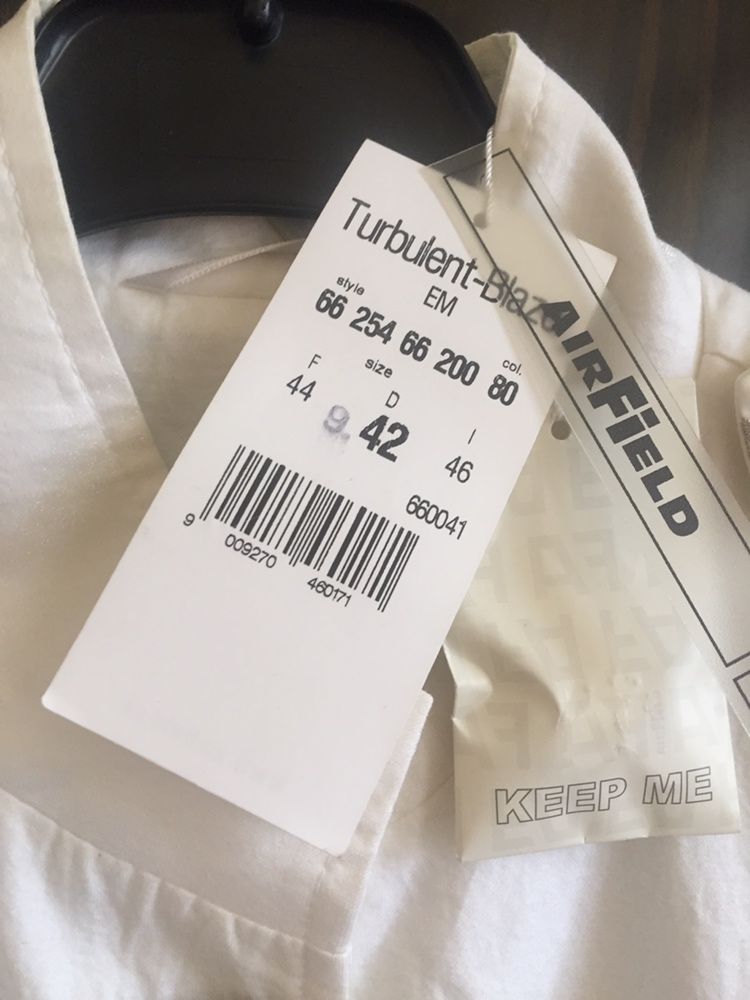 Turbulent-Blaze
EM
style
col.
66 254 66 200 80
size
F D I
44 9. 42 46
660041
9 009270 460171
AIRFIELD
KEEP ME